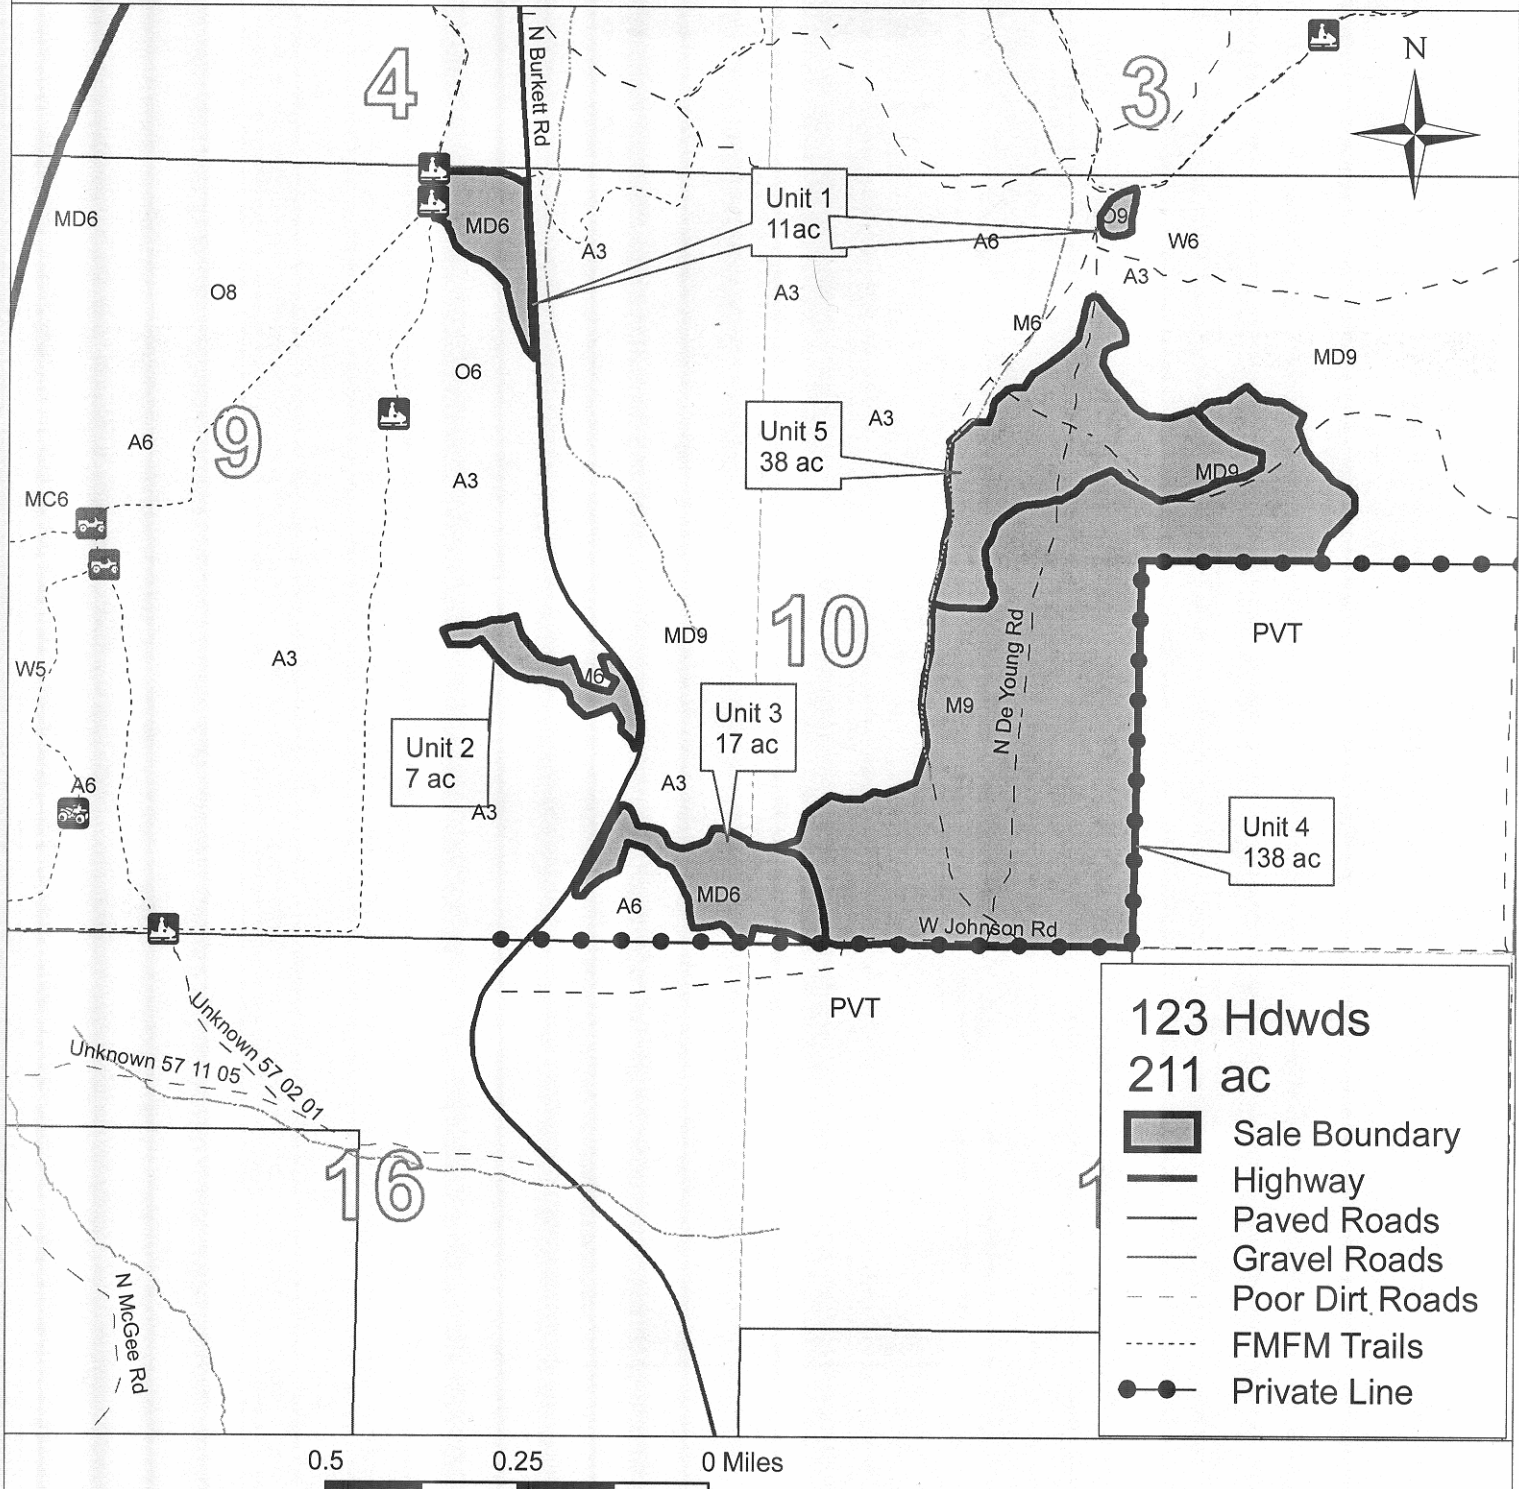 4
3
N
N Burkett Rd
MD6
MD6
Unit 1
11ac
O9
A3
A6
W6
A3
A3
O8
M6
MD9
O6
A3
Unit 5
38 ac
A6
9
A3
MD9
MC6
10
MD9
PVT
N De Young Rd
W5
A3
M6
M9
Unit 3
17 ac
Unit 2
7 ac
A6
A3
A3
Unit 4
138 ac
MD6
A6
W Johnson Rd
PVT
Unknown 57 02 01
Unknown 57 11 05
16
1
N McGee Rd
123 Hdwds
211 ac
Sale Boundary
Highway
Paved Roads
Gravel Roads
Poor Dirt Roads
FMFM Trails
Private Line
0.5 0.25 0 Miles